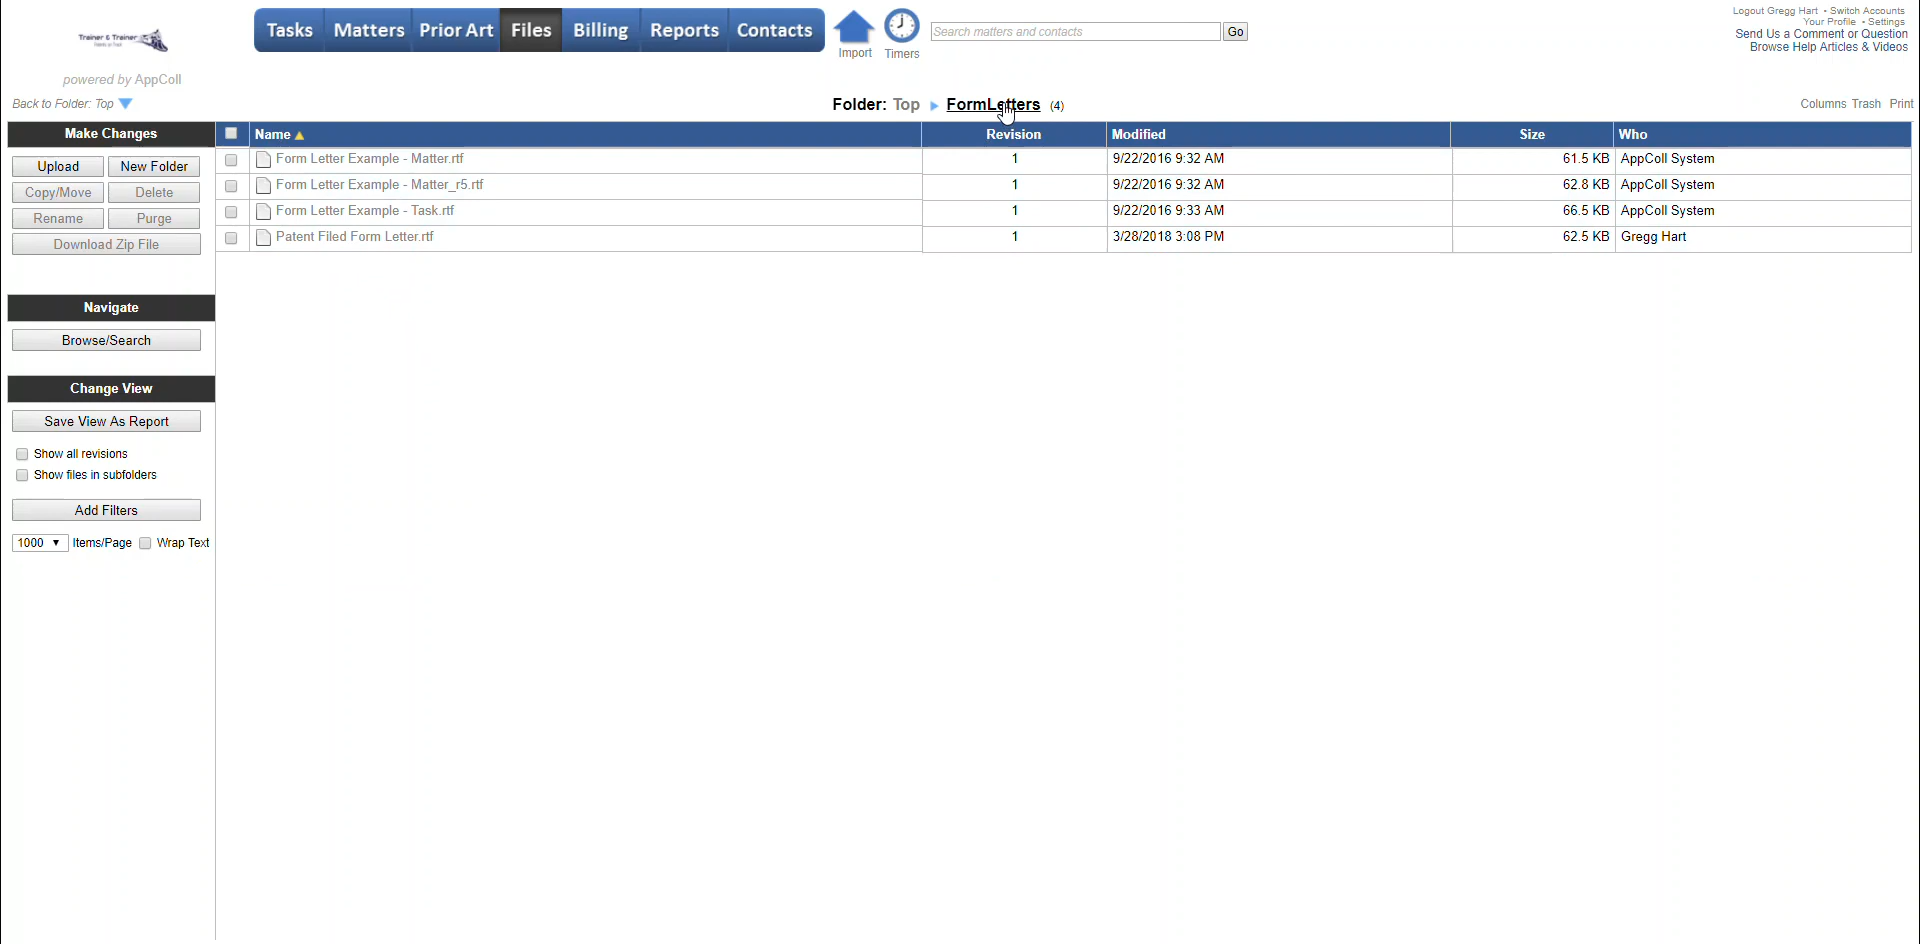 Trainer & Trainer
powered by AppColl
Tasks Matters Prior Art Files Billing Reports Contacts
Import
Timers
Search matters and contacts Go
Logout Gregg Hart • Switch Accounts
Your Profile • Settings
Send Us a Comment or Question
Browse Help Articles & Videos
Back to Folder: Top
Folder: Top FormLetters (4)
Columns Trash Print
Make Changes
Upload New Folder
Copy/Move Delete
Rename Purge
Download Zip File
Navigate
Browse/Search
Change View
Save View As Report
Show all revisions
Show files in subfolders
Add Filters
1000 Items/Page Wrap Text
Name Revision Modified Size Who
Form Letter Example - Matter.rtf 1 9/22/2016 9:32 AM 61.5 KB AppColl System
Form Letter Example - Matter_r5.rtf 1 9/22/2016 9:32 AM 62.8 KB AppColl System
Form Letter Example - Task.rtf 1 9/22/2016 9:33 AM 66.5 KB AppColl System
Patent Filed Form Letter.rtf 1 3/28/2018 3:08 PM 62.5 KB Gregg Hart